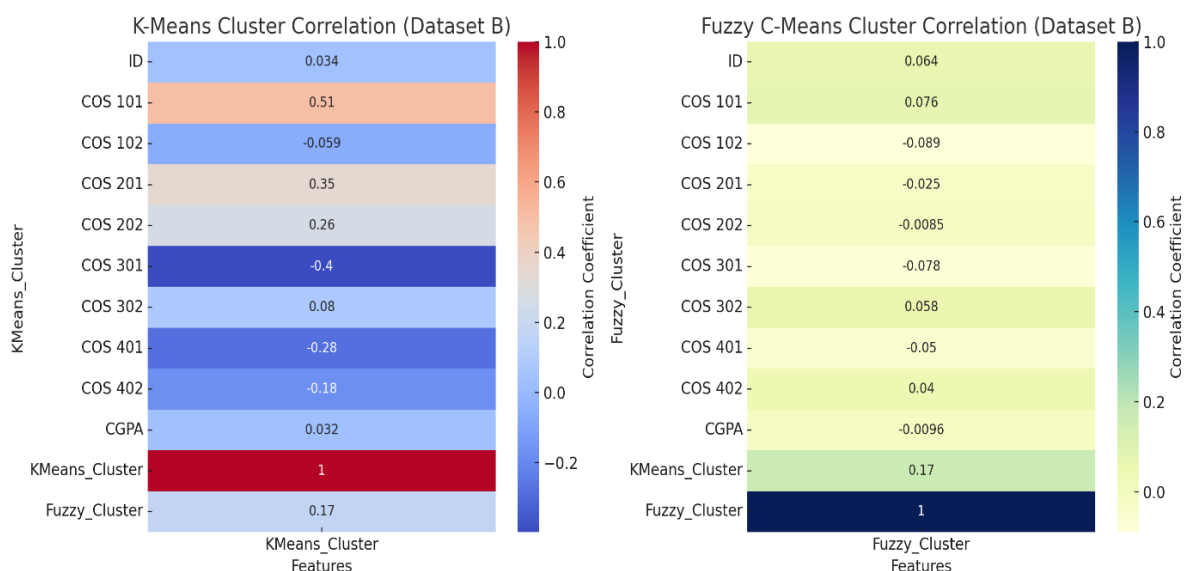 K-Means Cluster Correlation (Dataset B)
ID
0.034
COS 101
0.51
COS 102
-0.059
COS 201
0.35
COS 202
0.26
COS 301
-0.4
COS 302
0.08
COS 401
-0.28
COS 402
-0.18
CGPA
0.032
KMeans_Cluster
1
Fuzzy_Cluster
0.17
KMeans_Cluster
Features
KMeans_Cluster
1.0
0.8
0.6
0.4
0.2
0.0
−0.2
Correlation Coefficient
Fuzzy C-Means Cluster Correlation (Dataset B)
ID
0.064
COS 101
0.076
COS 102
-0.089
COS 201
-0.025
COS 202
-0.0085
COS 301
-0.078
COS 302
0.058
COS 401
-0.05
COS 402
0.04
CGPA
-0.0096
KMeans_Cluster
0.17
Fuzzy_Cluster
1
Fuzzy_Cluster
Features
Fuzzy_Cluster
1.0
0.8
0.6
0.4
0.2
0.0
Correlation Coefficient